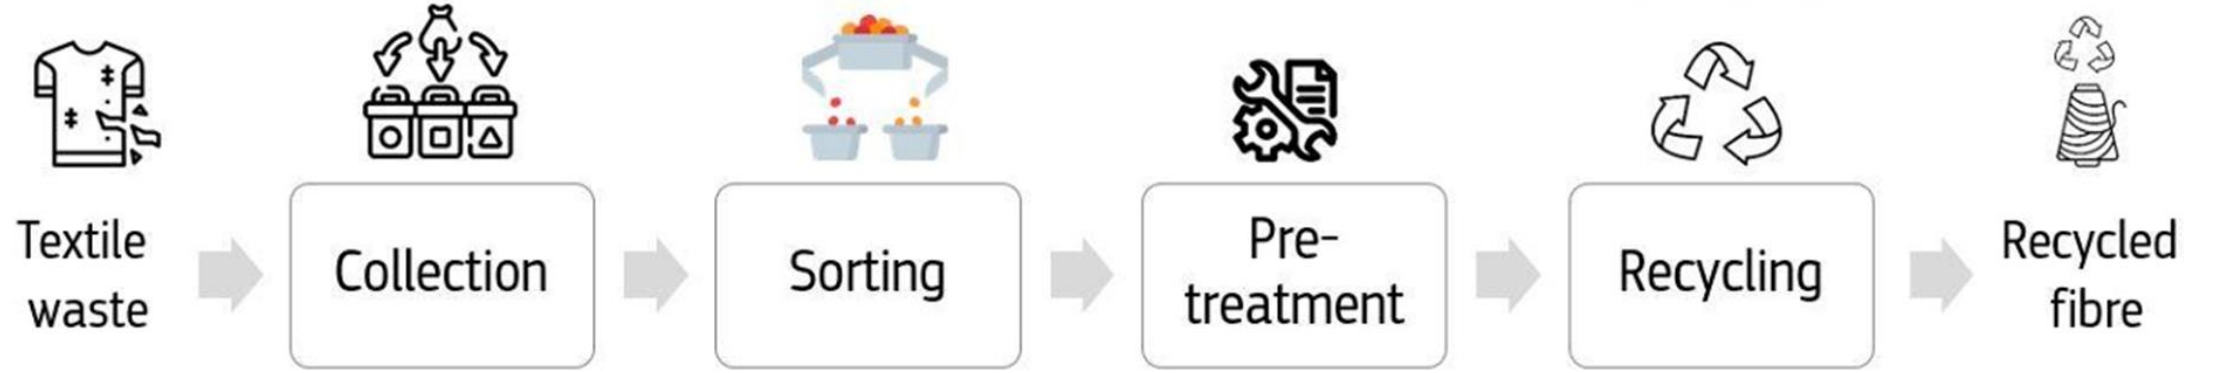 Textile
waste
Collection
Sorting
Pre-
treatment
Recycling
Recycled
fibre